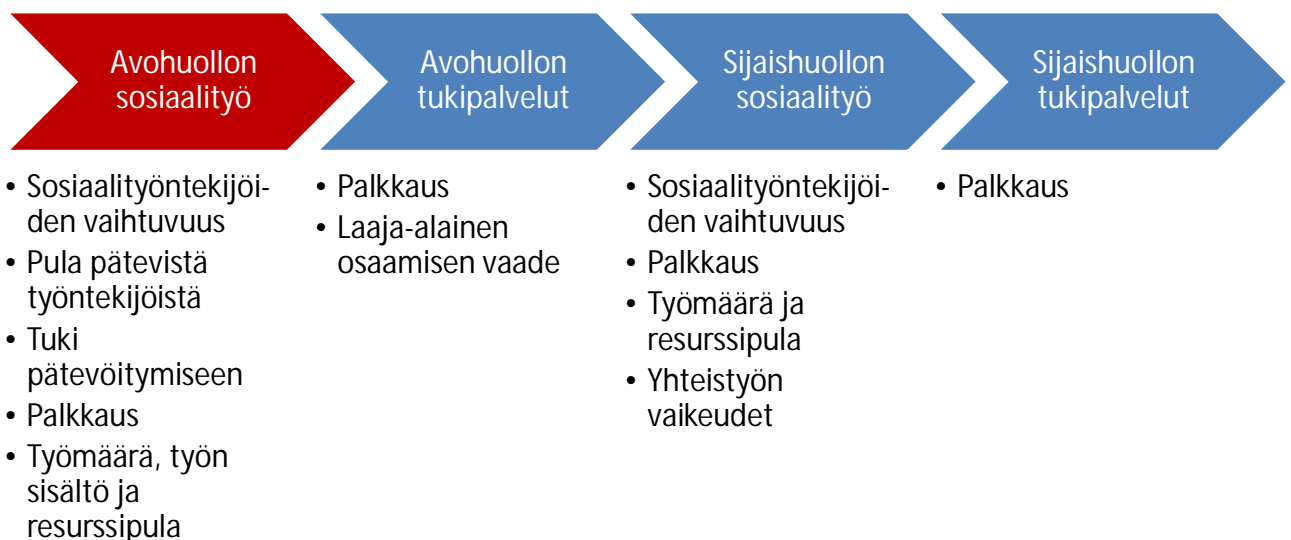 Avohuollon
sosiaalityö
Avohuollon
tukipalvelut
Sijaishuollon
sosiaalityö
Sijaishuollon
tukipalvelut
• Sosiaalityöntekijöi-
den vaihtuvuus
• Pula pätevistä
työntekijöistä
• Tuki
pätevöitymiseen
• Palkkaus
• Työmäärä, työn
sisältö ja
resurssipula
• Palkkaus
• Laaja-alainen
osaamisen vaade
• Sosiaalityöntekijöi-
den vaihtuvuus
• Palkkaus
• Työmäärä ja
resurssipula
• Yhteistyön
vaikeudet
• Palkkaus